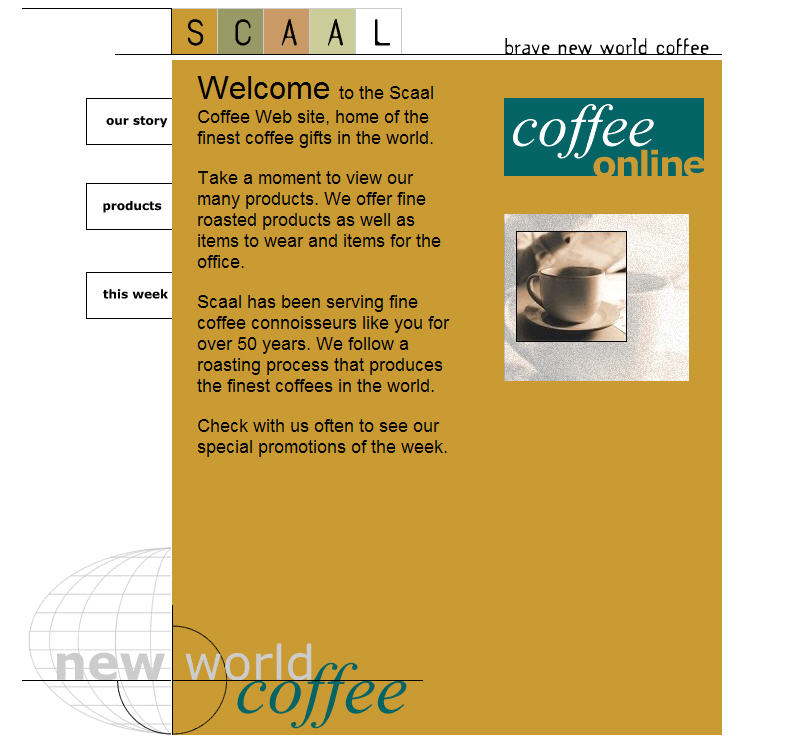 SCAAL
brave new world coffee
our story
products
this week
Welcome to the Scaal
Coffee Web site, home of the
finest coffee gifts in the world.
Take a moment to view our
many products. We offer fine
roasted products as well as
items to wear and items for the
office.
Scaal has been serving fine
coffee connoisseurs like you for
over 50 years. We follow a
roasting process that produces
the finest coffees in the world.
Check with us often to see our
special promotions of the week.
coffee
online
new world
coffee